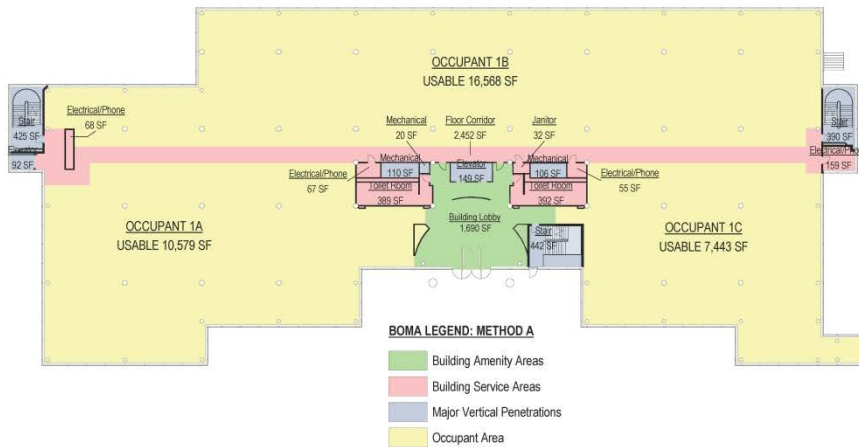 OCCUPANT 1B
USABLE 16,568 SF
Electrical/Phone
68 SF
Stair
425 SF
Elevator
92 SF
Mechanical
20 SF
Floor Corridor
2,452 SF
Janitor
32 SF
Stair
390 SF
Electrical/Phone
159 SF
Electrical/Phone
67 SF
Mechanical
110 SF
Elevator
149 SF
Mechanical
106 SF
Electrical/Phone
55 SF
Toilet Room
389 SF
Toilet Room
392 SF
Building Lobby
1,690 SF
Stair
442 SF
OCCUPANT 1A
USABLE 10,579 SF
OCCUPANT 1C
USABLE 7,443 SF
BOMA LEGEND: METHOD A
Building Amenity Areas
Building Service Areas
Major Vertical Penetrations
Occupant Area